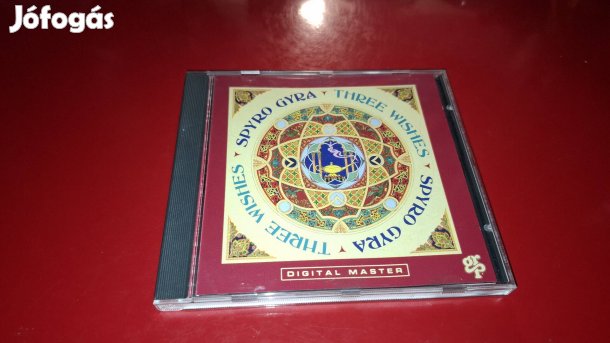 Jófogás
SPYRO GYRA • THREE WISHES • SPYRO GYRA • THREE WISHES •
DIGITAL MASTER
grp